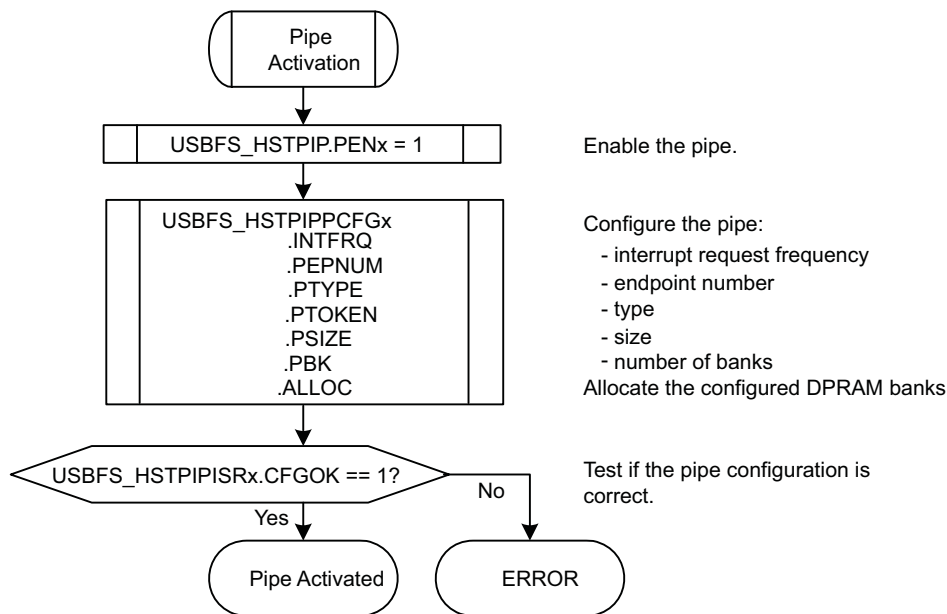 Pipe
Activation
USBFS_HSTPIP.PENx = 1
Enable the pipe.
USBFS_HSTPIPPCFGx
.INTFRQ
.PEPNUM
.PTYPE
.PTOKEN
.PSIZE
.PBK
.ALLOC
Configure the pipe:
- interrupt request frequency
- endpoint number
- type
- size
- number of banks
Allocate the configured DPRAM banks
USBFS_HSTPIPISRx.CFGOK == 1?
Test if the pipe configuration is
correct.
No
Yes
Pipe Activated
ERROR